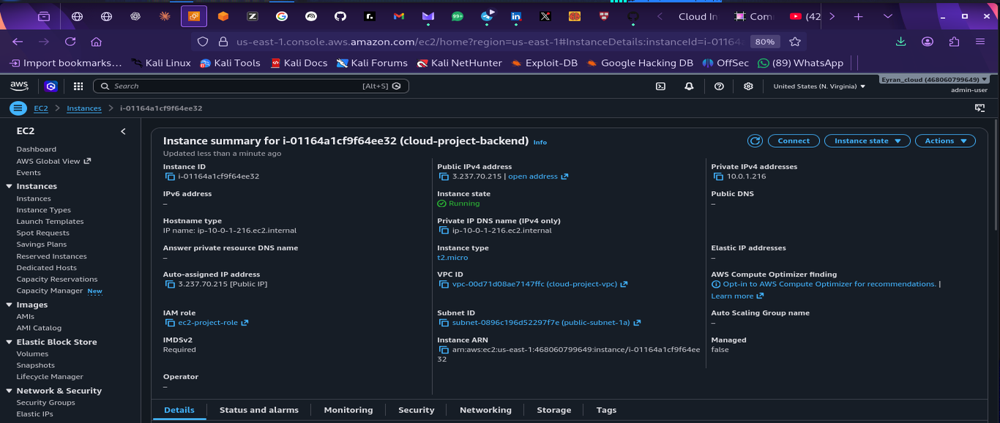 Cloud In
Com
(42
99+
us-east-1.console.aws.amazon.com/ec2/home?region=us-east-1#InstanceDetails:instanceId=i-01164
80%
Import bookmarks…
Kali Linux
Kali Tools
Kali Docs
Kali Forums
Kali NetHunter
Exploit-DB
Google Hacking DB
OffSec
(89) WhatsApp
aws
Search
[Alt+S]
United States (N. Virginia)
Eyran_cloud (468060799649)
admin-user
EC2
Instances
i-01164a1cf9f64ee32
EC2
Dashboard
AWS Global View
Events
Instances
Instances
Instance Types
Launch Templates
Spot Requests
Savings Plans
Reserved Instances
Dedicated Hosts
Capacity Reservations
Capacity Manager New
Images
AMIs
AMI Catalog
Elastic Block Store
Volumes
Snapshots
Lifecycle Manager
Network & Security
Security Groups
Elastic IPs
Instance summary for i-01164a1cf9f64ee32 (cloud-project-backend) Info
Updated less than a minute ago
Connect
Instance state
Actions
Instance ID
i-01164a1cf9f64ee32
Public IPv4 address
3.237.70.215 | open address
Private IPv4 addresses
10.0.1.216
IPv6 address
–
Instance state
Running
Public DNS
–
Hostname type
IP name: ip-10-0-1-216.ec2.internal
Private IP DNS name (IPv4 only)
ip-10-0-1-216.ec2.internal
Answer private resource DNS name
–
Instance type
t2.micro
Elastic IP addresses
–
Auto-assigned IP address
3.237.70.215 [Public IP]
VPC ID
vpc-00d71d08ae7147ffc (cloud-project-vpc)
AWS Compute Optimizer finding
Opt-in to AWS Compute Optimizer for recommendations. |
Learn more
IAM role
ec2-project-role
Subnet ID
subnet-0896c196d52297f7e (public-subnet-1a)
Auto Scaling Group name
–
IMDSv2
Required
Instance ARN
arn:aws:ec2:us-east-1:468060799649:instance/i-01164a1cf9f64ee
32
Managed
false
Operator
–
Details
Status and alarms
Monitoring
Security
Networking
Storage
Tags